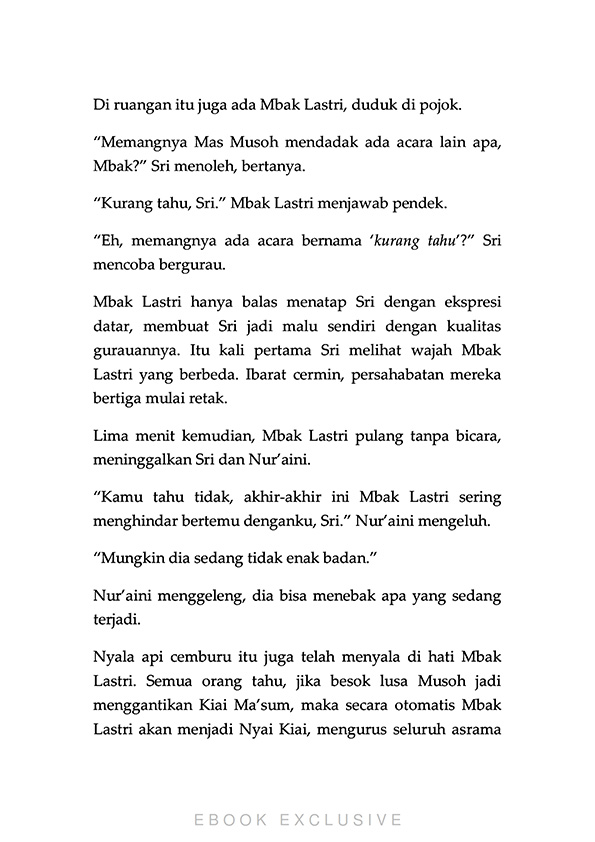 Di ruangan itu juga ada Mbak Lastri, duduk di pojok.
“Memangnya Mas Musoh mendadak ada acara lain apa,
Mbak?” Sri menoleh, bertanya.
“Kurang tahu, Sri.” Mbak Lastri menjawab pendek.
“Eh, memangnya ada acara bernama ‘kurang tahu’?” Sri
mencoba bergurau.
Mbak Lastri hanya balas menatap Sri dengan ekspresi
datar, membuat Sri jadi malu sendiri dengan kualitas
gurauannya. Itu kali pertama Sri melihat wajah Mbak
Lastri yang berbeda. Ibarat cermin, persahabatan mereka
bertiga mulai retak.
Lima menit kemudian, Mbak Lastri pulang tanpa bicara,
meninggalkan Sri dan Nur’aini.
“Kamu tahu tidak, akhir-akhir ini Mbak Lastri sering
menghindar bertemu denganku, Sri.” Nur’aini mengeluh.
“Mungkin dia sedang tidak enak badan.”
Nur’aini menggeleng, dia bisa menebak apa yang sedang
terjadi.
Nyala api cemburu itu juga telah menyala di hati Mbak
Lastri. Semua orang tahu, jika besok lusa Musoh jadi
menggantikan Kiai Ma’sum, maka secara otomatis Mbak
Lastri akan menjadi Nyai Kiai, mengurus seluruh asrama
EBOOK EXCLUSIVE